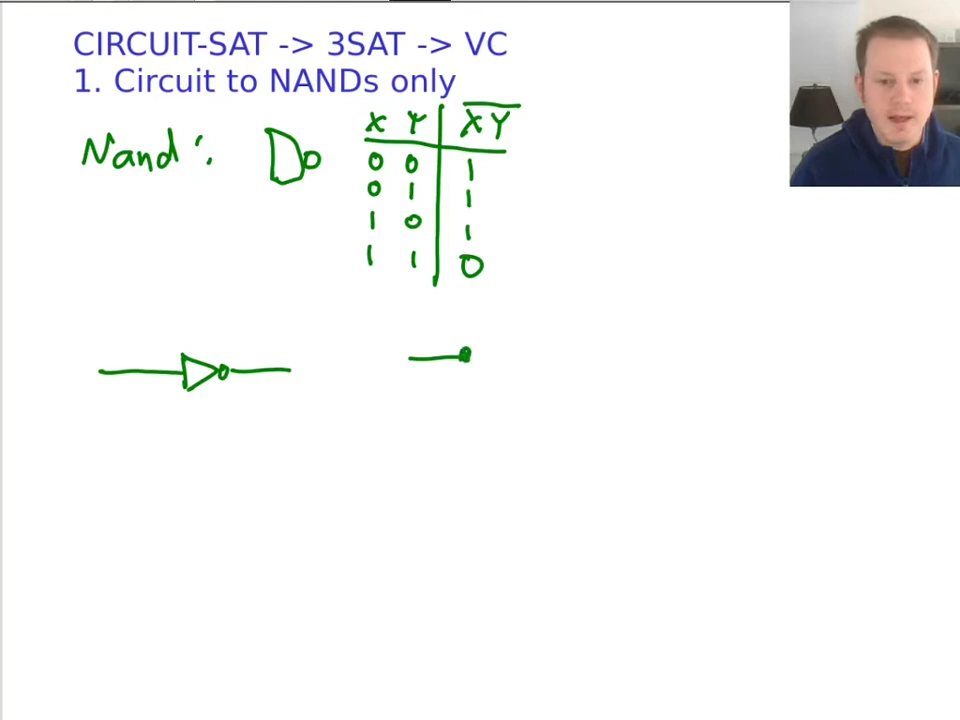 CIRCUIT-SAT -> 3SAT -> VC
1. Circuit to NANDs only
Nand:
X Y X̅Y̅
0 0 1
0 1 1
1 0 1
1 1 0